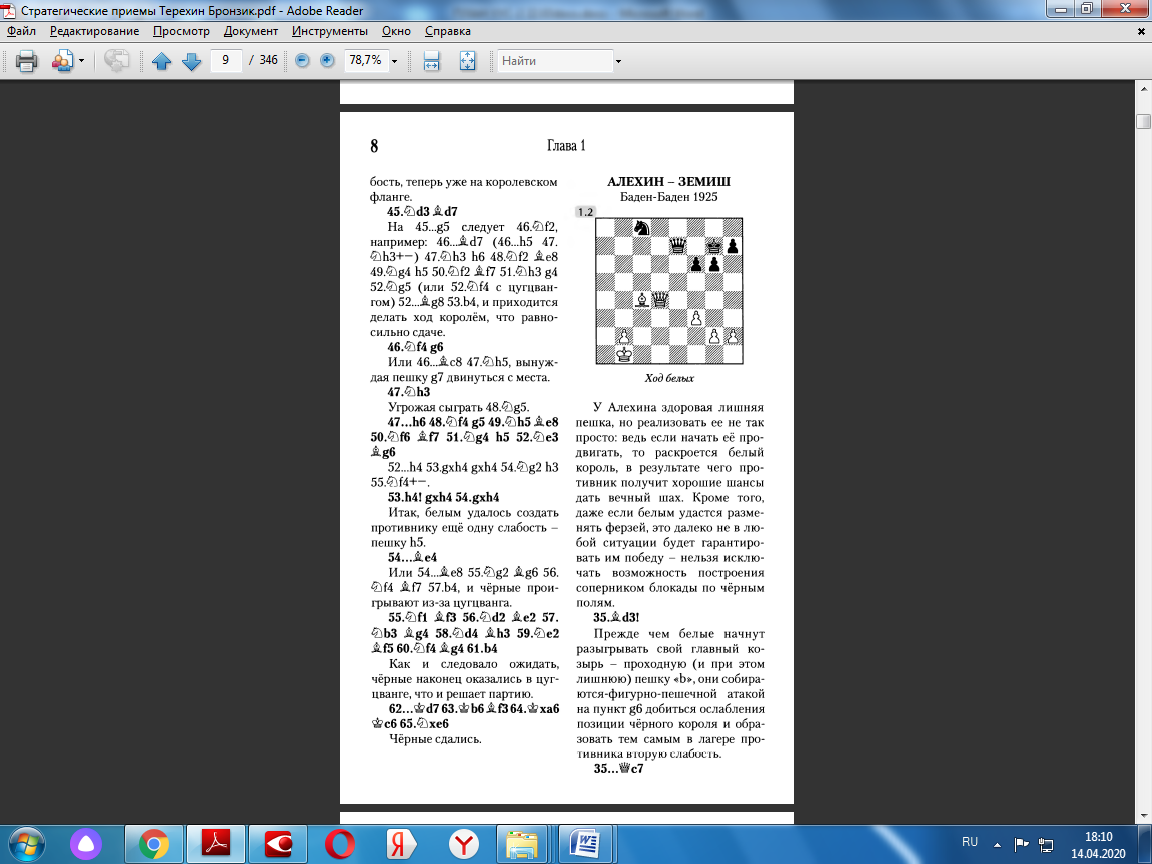 Стратегические приемы Терехин Бронзик.pdf - Adobe Reader
Файл Редактирование Просмотр Документ Инструменты Окно Справка
9 / 346 78,7% Найти
8 Глава 1
бость, теперь уже на королевском
фланге.
45.♘d3 ♗d7
На 45...g5 следует 46.♘f2,
например: 46...♗d7 (46...h5 47.
♘h3+−) 47.♘h3 h6 48.♘f2 ♗e8
49.♘g4 h5 50.♘f2 ♗f7 51.♘h3 g4
52.♘g5 (или 52.♘f4 с цугцван-
гом) 52...♗g8 53.b4, и приходится
делать ход королём, что равно-
сильно сдаче.
46.♘f4 g6
Или 46...♗c8 47.♘h5, вынуж-
дая пешку g7 двинуться с места.
47.♘h3
Угрожая сыграть 48.♘g5.
47...h6 48.♘f4 g5 49.♘h5 ♗e8
50.♘f6 ♗f7 51.♘g4 h5 52.♘e3
♗g6
52...h4 53.gxh4 gxh4 54.♘g2 h3
55.♘f4+−.
53.h4! gxh4 54.gxh4
Итак, белым удалось создать
противнику ещё одну слабость –
пешку h5.
54...♗e4
Или 54...♗e8 55.♘g2 ♗g6 56.
♘f4 ♗f7 57.b4, и чёрные прои-
грывают из-за цугцванга.
55.♘f1 ♗f3 56.♘d2 ♗e2 57.
♘b3 ♗g4 58.♘d4 ♗h3 59.♘e2
♗f5 60.♘f4 ♗g4 61.b4
Как и следовало ожидать,
чёрные наконец оказались в цуг-
цванге, что и решает партию.
62...♔d7 63.♔b6 ♗f3 64.♔xa6
♔c6 65.♘xe6
Чёрные сдались.
АЛЕХИН – ЗЕМИШ
Баден-Баден 1925
1.2
Ход белых
У Алехина здоровая лишняя
пешка, но реализовать ее не так
просто: ведь если начать её про-
двигать, то раскроется белый
король, в результате чего про-
тивник получит хорошие шансы
дать вечный шах. Кроме того,
даже если белым удастся разме-
нять ферзей, это далеко не в лю-
бой ситуации будет гарантиро-
вать им победу – нельзя исклю-
чать возможность построения
соперником блокады по чёрным
полям.
35.♗d3!
Прежде чем белые начнут
разыгрывать свой главный ко-
зырь – проходную (и при этом
лишнюю) пешку «b», они собира-
ются-фигурно-пешечной атакой
на пункт g6 добиться ослабления
позиции чёрного короля и обра-
зовать тем самым в лагере про-
тивника вторую слабость.
35...♕c7
RU 18:10
14.04.2020